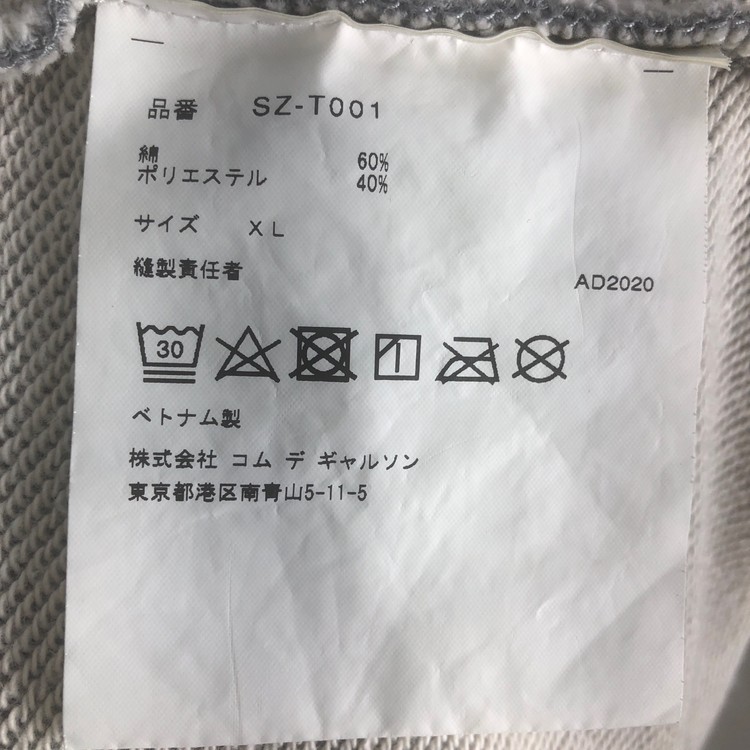 品番 SZ-T001
綿 60%
ポリエステル 40%
サイズ XL
縫製責任者
AD2020
30
ベトナム製
株式会社 コム デ ギャルソン
東京都港区南青山5-11-5